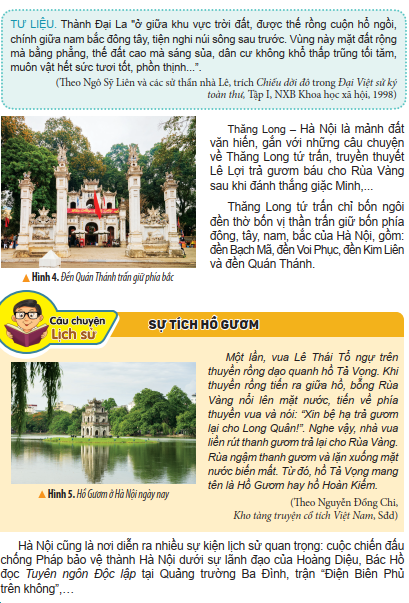 TƯ LIỆU. Thành Đại La "ở giữa khu vực trời đất, được thế rồng cuộn hổ ngồi,
chính giữa nam bắc đông tây, tiện nghi núi sông sau trước. Vùng này mặt đất rộng
mà bằng phẳng, thế đất cao mà sáng sủa, dân cư không khổ thấp trũng tối tăm,
muôn vật hết sức tươi tốt, phồn thịnh...".
(Theo Ngô Sỹ Liên và các sử thần nhà Lê, trích Chiếu dời đô trong Đại Việt sử ký
toàn thư, Tập I, NXB Khoa học xã hội, 1998)
Thăng Long – Hà Nội là mảnh đất
văn hiến, gắn với những câu chuyện
về Thăng Long tứ trấn, truyền thuyết
Lê Lợi trả gươm báu cho Rùa Vàng
sau khi đánh thắng giặc Minh,...
Thăng Long tứ trấn chỉ bốn ngôi
đền thờ bốn vị thần trấn giữ bốn phía
đông, tây, nam, bắc của Hà Nội, gồm:
đền Bạch Mã, đền Voi Phục, đền Kim Liên
và đền Quán Thánh.
▲ Hình 4. Đền Quán Thánh trấn giữ phía bắc
Câu chuyện
Lịch sử
SỰ TÍCH HỒ GƯƠM
Một lần, vua Lê Thái Tổ ngự trên
thuyền rồng dạo quanh hồ Tả Vọng. Khi
thuyền rồng tiến ra giữa hồ, bỗng Rùa
Vàng nổi lên mặt nước, tiến về phía
thuyền vua và nói: "Xin bệ hạ trả gươm
lại cho Long Quân!". Nghe vậy, nhà vua
liền rút thanh gươm trả lại cho Rùa Vàng.
Rùa ngậm thanh gươm và lặn xuống mặt
nước biến mất. Từ đó, hồ Tả Vọng mang
tên là Hồ Gươm hay hồ Hoàn Kiếm.
(Theo Nguyễn Đổng Chi,
Kho tàng truyện cổ tích Việt Nam, Sđd)
▲ Hình 5. Hồ Gươm ở Hà Nội ngày nay
Hà Nội cũng là nơi diễn ra nhiều sự kiện lịch sử quan trọng: cuộc chiến đấu
chống Pháp bảo vệ thành Hà Nội dưới sự lãnh đạo của Hoàng Diệu, Bác Hồ
đọc Tuyên ngôn Độc lập tại Quảng trường Ba Đình, trận "Điện Biên Phủ
trên không",…